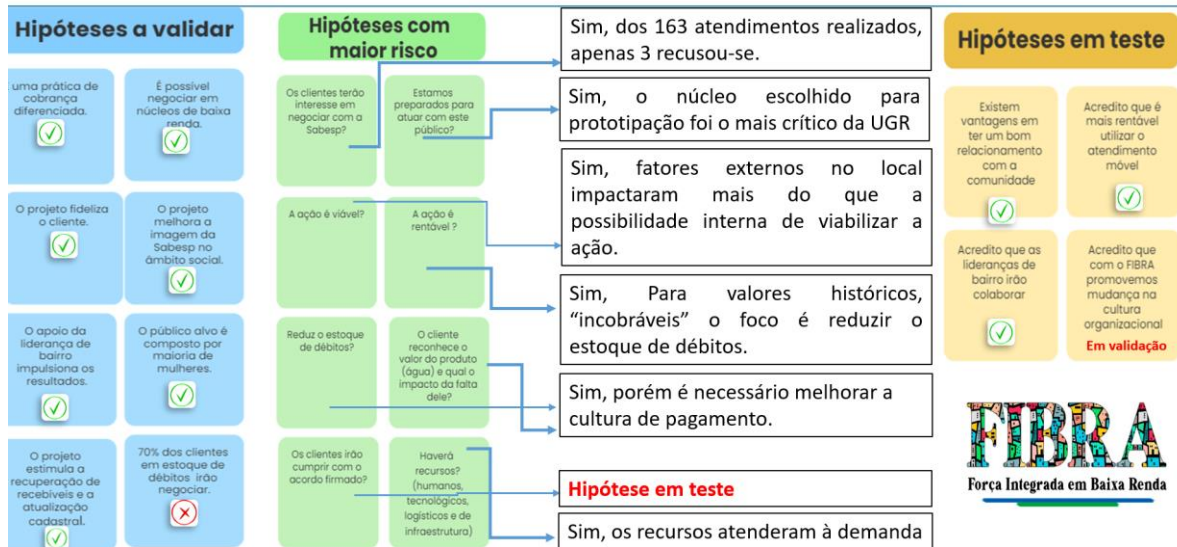 Hipóteses a validar
uma prática de
cobrança
diferenciada.
É possível
negociar em
núcleos de baixa
renda.
O projeto fideliza
o cliente.
O projeto
melhora a
imagem da
Sabesp no
âmbito social.
O apoio da
liderança de
bairro
impulsiona os
resultados.
O público alvo é
composto por
maioria de
mulheres.
O projeto
estimula a
recuperação de
recebíveis e a
atualização
cadastral.
70% dos clientes
em estoque de
débitos irão
negociar.
Hipóteses com
maior risco
Os clientes terão
interesse em
negociar com a
Sabesp?
Estamos
preparados para
atuar com este
público?
A ação é viável?
A ação é
rentável ?
Reduz o estoque
de débitos?
O cliente
reconhece o
valor do produto
(água) e qual o
impacto da falta
dele?
Os clientes irão
cumprir com o
acordo firmado?
Haverá
recursos?
(humanos,
tecnológicos,
logísticos e de
infraestrutura)
Sim, dos 163 atendimentos realizados,
apenas 3 recusou-se.
Sim, o núcleo escolhido para
prototipação foi o mais crítico da UGR
Sim, fatores externos no local
impactaram mais do que a
possibilidade interna de viabilizar a
ação.
Sim, Para valores históricos,
“incobráveis” o foco é reduzir o
estoque de débitos.
Sim, porém é necessário melhorar a
cultura de pagamento.
Hipótese em teste
Sim, os recursos atenderam à demanda
Hipóteses em teste
Existem
vantagens em
ter um bom
relacionamento
com a
comunidade
Acredito que é
mais rentável
utilizar o
atendimento
móvel
Acredito que as
lideranças de
bairro irão
colaborar
Acredito que
com o FIBRA
promovemos
mudança na
cultura
organizacional
Em validação
FIBRA
Força Integrada em Baixa Renda